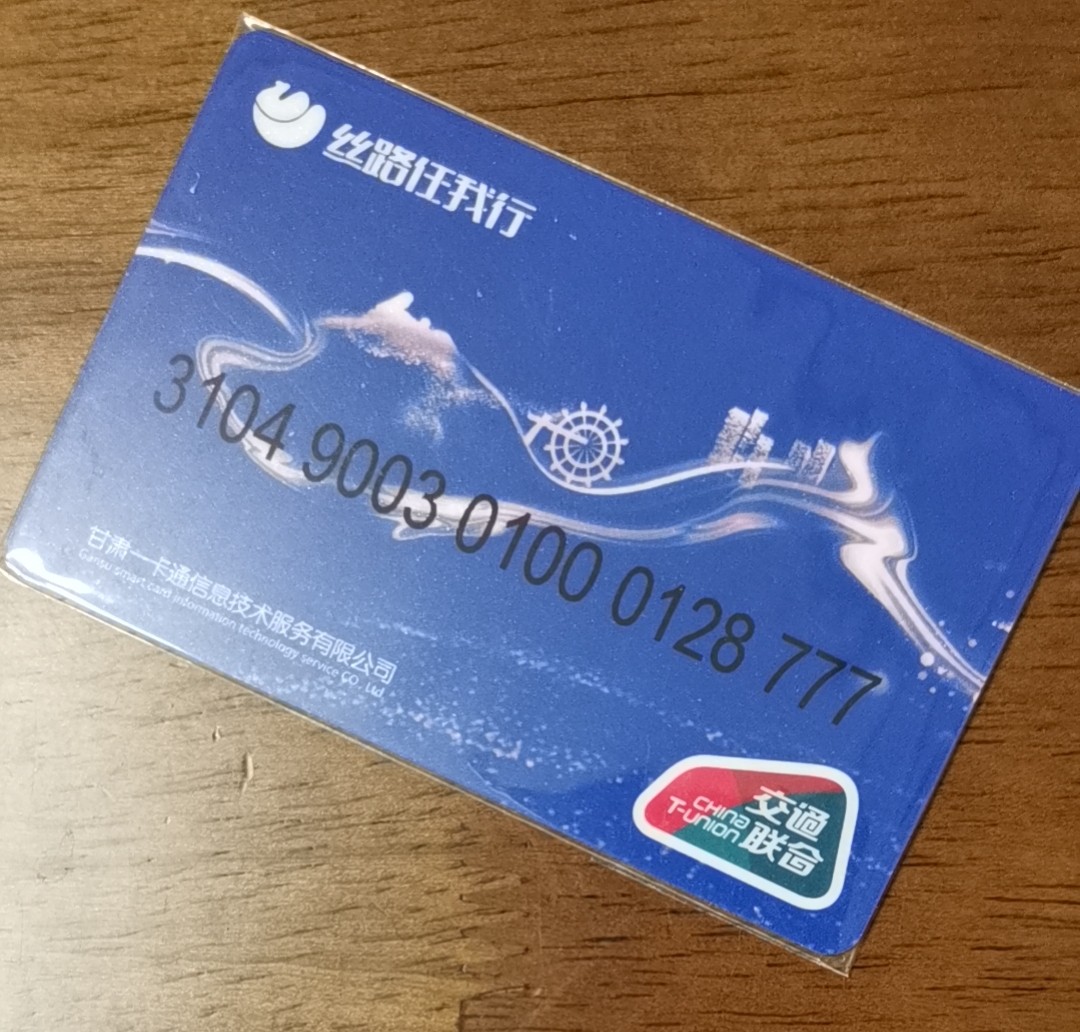 丝路任我行
3104 9003 0100 0128 777
甘肃一卡通信息技术服务有限公司
Gansu smart card information technology service CO., Ltd
CHINA
T-UNION
交通
联合